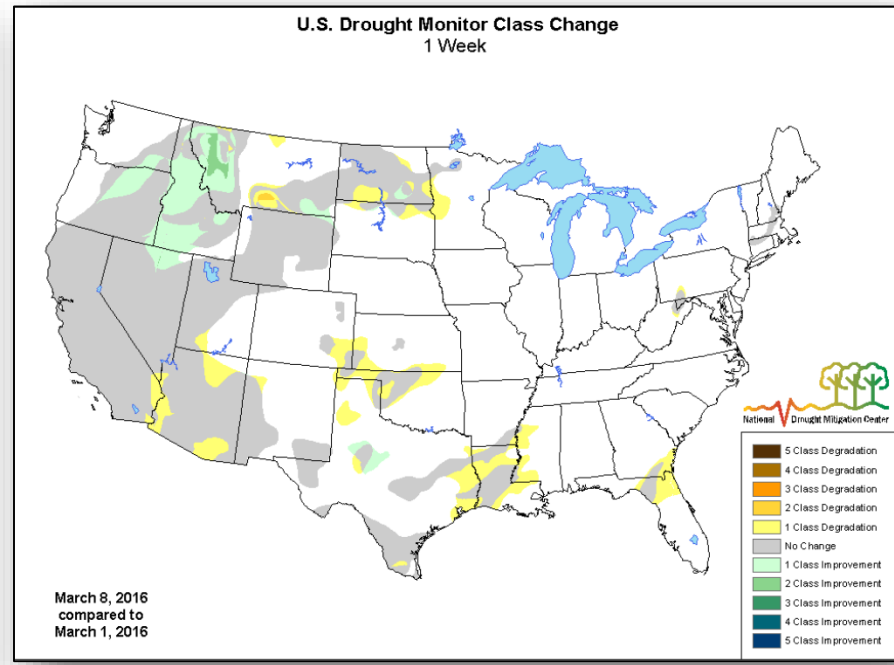 U.S. Drought Monitor Class Change
1 Week
National Drought Mitigation Center
5 Class Degradation
4 Class Degradation
3 Class Degradation
2 Class Degradation
1 Class Degradation
No Change
1 Class Improvement
2 Class Improvement
3 Class Improvement
4 Class Improvement
5 Class Improvement
March 8, 2016
compared to
March 1, 2016